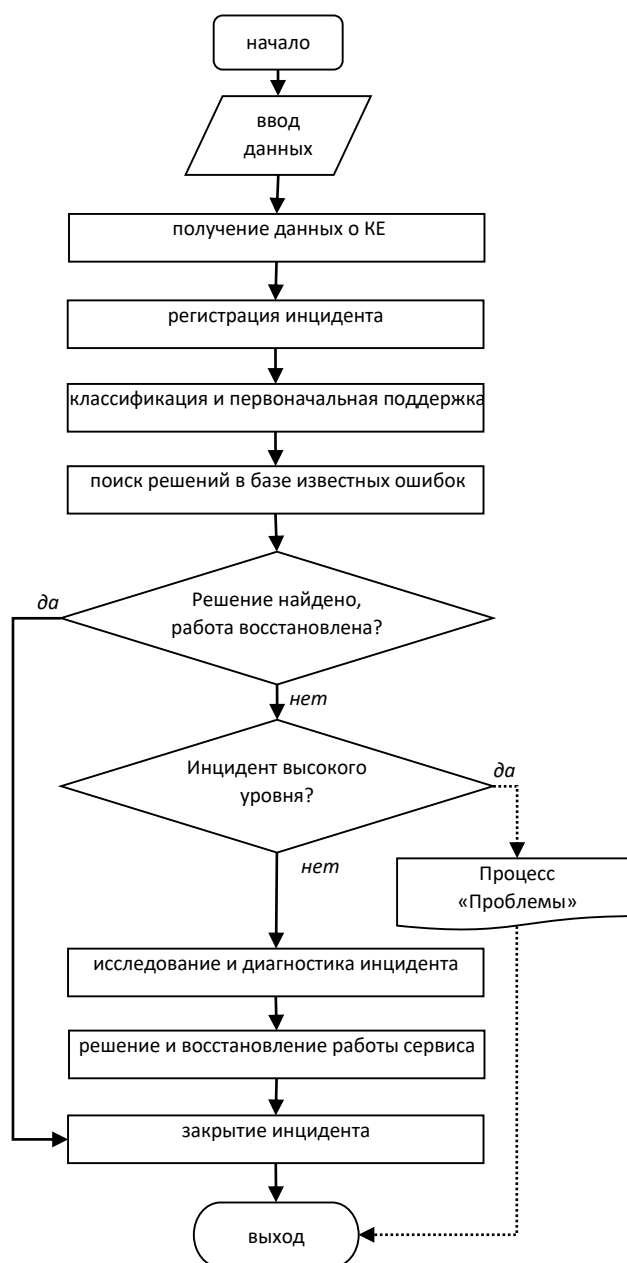 начало
ввод
данных
получение данных о КЕ
регистрация инцидента
классификация и первоначальная поддержка
поиск решений в базе известных ошибок
да
Решение найдено,
работа восстановлена?
нет
Инцидент высокого
уровня?
да
нет
Процесс
«Проблемы»
исследование и диагностика инцидента
решение и восстановление работы сервиса
закрытие инцидента
выход